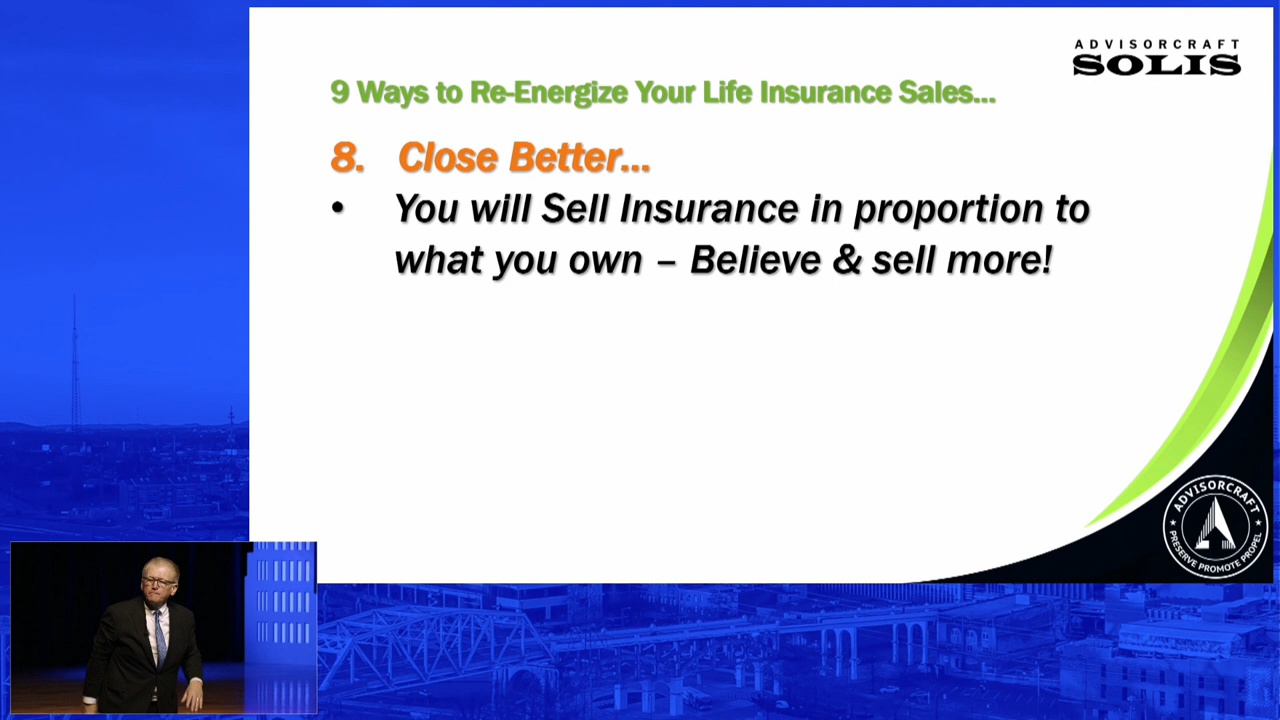 ADVISORCRAFT
SOLIS
9 Ways to Re-Energize Your Life Insurance Sales...
8. Close Better...
• You will Sell Insurance in proportion to
what you own – Believe & sell more!
ADVISORCRAFT
PRESERVE PROMOTE PROPEL